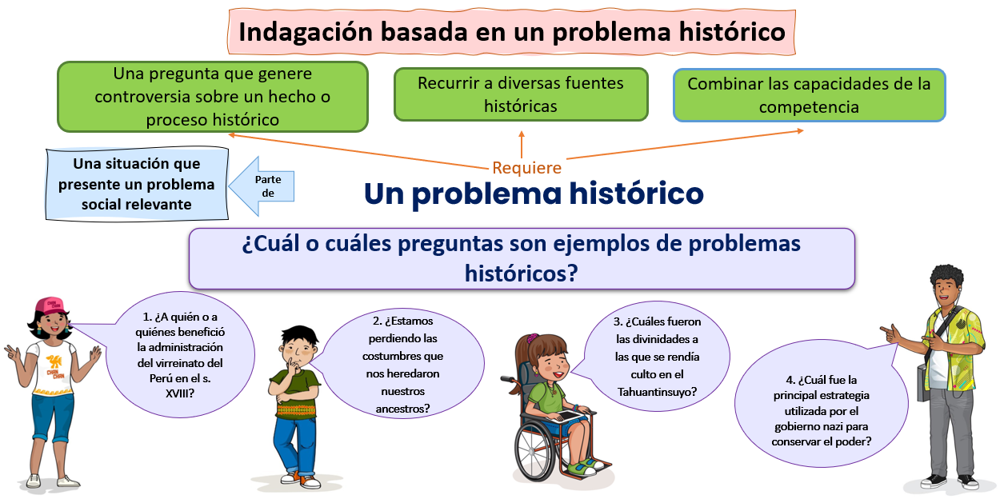 Indagación basada en un problema histórico
Una pregunta que genere
controversia sobre un hecho o
proceso histórico
Recurrir a diversas fuentes
históricas
Combinar las capacidades de la
competencia
Requiere
Una situación que
presente un problema
social relevante
Parte
de
Un problema histórico
¿Cuál o cuáles preguntas son ejemplos de problemas
históricos?
CHAN
CHAN
CHAN
CHAN
1. ¿A quién o a
quiénes benefició
la administración
del virreinato del
Perú en el s.
XVIII?
2. ¿Estamos
perdiendo las
costumbres que
nos heredaron
nuestros
ancestros?
3. ¿Cuáles fueron
las divinidades a
las que se rendía
culto en el
Tahuantinsuyo?
4. ¿Cuál fue la
principal estrategia
utilizada por el
gobierno nazi para
conservar el poder?